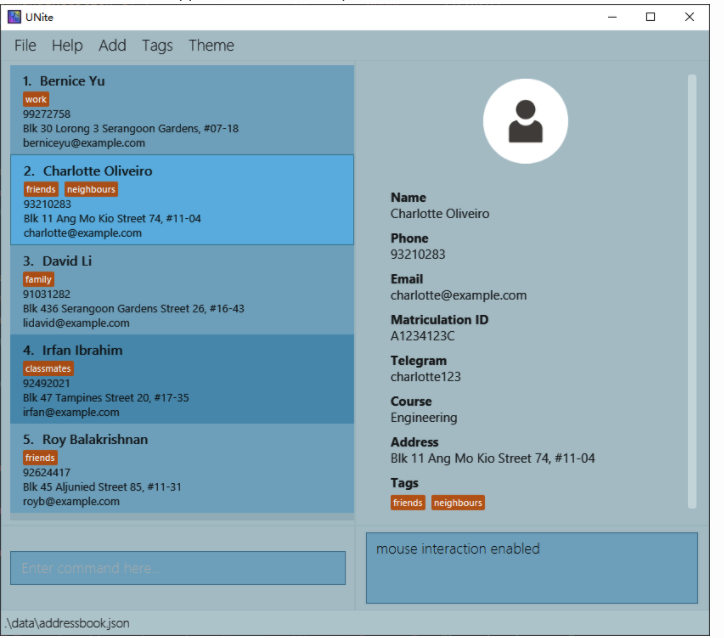 UNite
File Help Add Tags Theme
1. Bernice Yu
work
99272758
Blk 30 Lorong 3 Serangoon Gardens, #07-18
berniceyu@example.com
2. Charlotte Oliveiro
friends neighbours
93210283
Blk 11 Ang Mo Kio Street 74, #11-04
charlotte@example.com
3. David Li
family
91031282
Blk 436 Serangoon Gardens Street 26, #16-43
lidavid@example.com
4. Irfan Ibrahim
classmates
92492021
Blk 47 Tampines Street 20, #17-35
irfan@example.com
5. Roy Balakrishnan
friends
92624417
Blk 45 Aljunied Street 85, #11-31
royb@example.com
Name
Charlotte Oliveiro
Phone
93210283
Email
charlotte@example.com
Matriculation ID
A1234123C
Telegram
charlotte123
Course
Engineering
Address
Blk 11 Ang Mo Kio Street 74, #11-04
Tags
friends neighbours
Enter command here...
mouse interaction enabled
.\data\addressbook.json